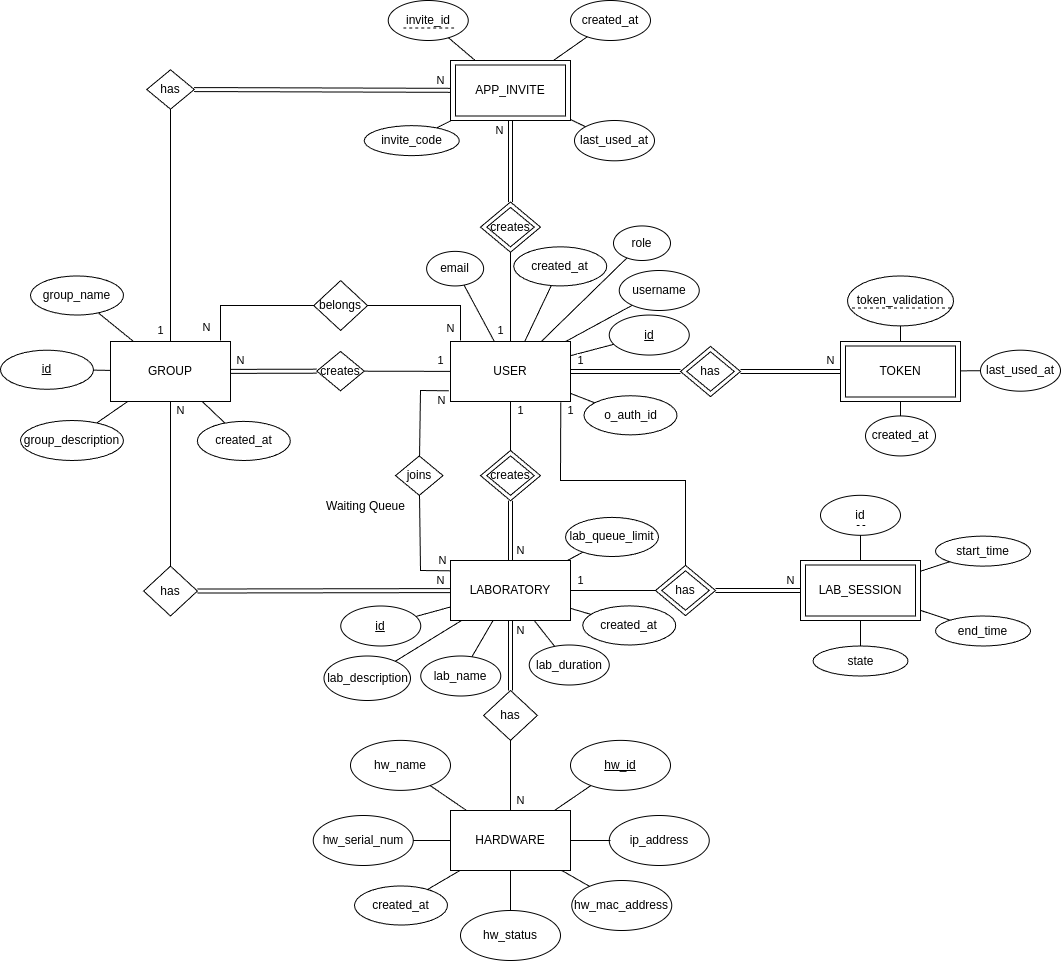 invite_id
created_at
has
N
APP_INVITE
N
invite_code
last_used_at
creates
role
email
created_at
username
group_name
belongs
token_validation
1
N
N
1
id
id
GROUP
N
creates
1
USER
1
has
N
TOKEN
last_used_at
N
N
1
1
o_auth_id
group_description
created_at
created_at
joins
creates
Waiting Queue
id
lab_queue_limit
start_time
N
N
has
N
LABORATORY
1
has
N
LAB_SESSION
id
created_at
N
end_time
lab_description
lab_name
lab_duration
state
has
hw_name
hw_id
N
hw_serial_num
HARDWARE
ip_address
created_at
hw_mac_address
hw_status